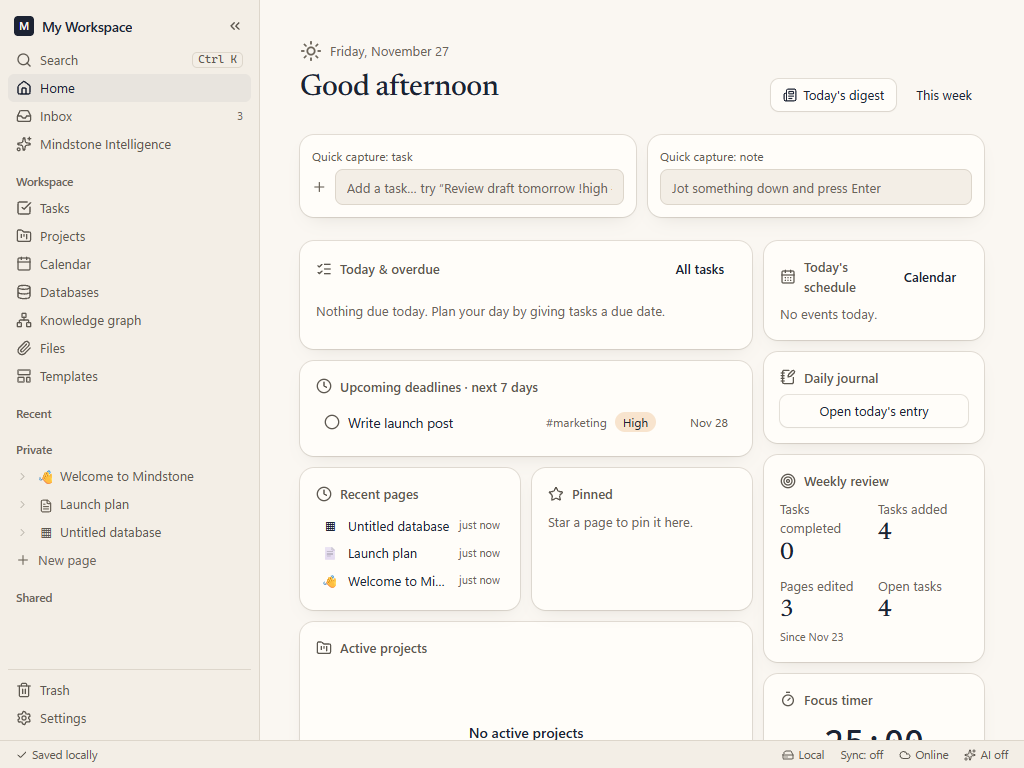 M My Workspace
Search Ctrl K
Home
Inbox 3
Mindstone Intelligence
Workspace
Tasks
Projects
Calendar
Databases
Knowledge graph
Files
Templates
Recent
Private
Welcome to Mindstone
Launch plan
Untitled database
New page
Shared
Trash
Settings
Friday, November 27
Good afternoon
Today's digest
This week
Quick capture: task
Add a task... try "Review draft tomorrow !high
Quick capture: note
Jot something down and press Enter
Today & overdue
All tasks
Nothing due today. Plan your day by giving tasks a due date.
Today's
schedule
Calendar
No events today.
Upcoming deadlines · next 7 days
Write launch post #marketing High Nov 28
Daily journal
Open today's entry
Recent pages
Untitled database just now
Launch plan just now
Welcome to Mi... just now
Pinned
Star a page to pin it here.
Weekly review
Tasks
completed
0
Tasks added
4
Pages edited
3
Open tasks
4
Since Nov 23
Active projects
No active projects
Focus timer
25:00
Saved locally
Local
Sync: off
Online
AI off